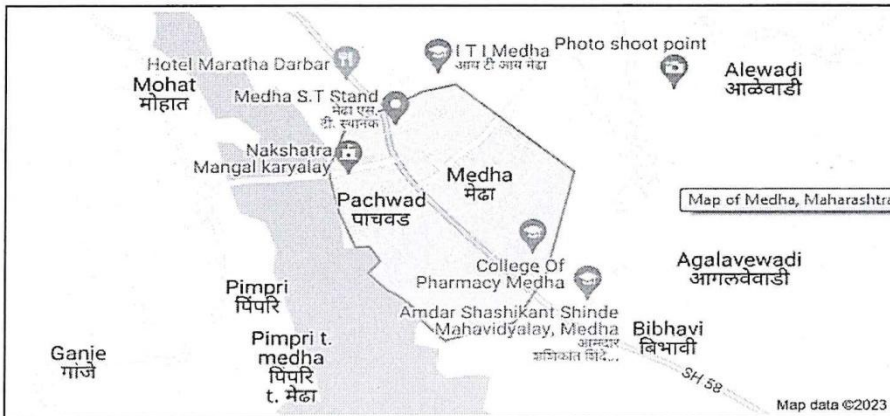 Hotel Maratha Darbar
Mohat
मोहात
I T I Medha
आय टी आय मेढा
Photo shoot point
Alewadi
आळेवाडी
Medha S.T Stand
मेढा एस.
टी. स्थानक
Nakshatra
Mangal karyalay
Medha
मेढा
Pachwad
पाचवड
Map of Medha, Maharashtra
College Of
Pharmacy Medha
Agalavewadi
आगलवेवाडी
Pimpri
पिंपरि
Amdar Shashikant Shinde
Mahavidyalay, Medha
आमदार
शशिकांत शिंदे...
Bibhavi
बिभावी
Pimpri t.
medha
पिंपरि
t. मेढा
Ganje
गांजे
SH 58
Map data ©2023